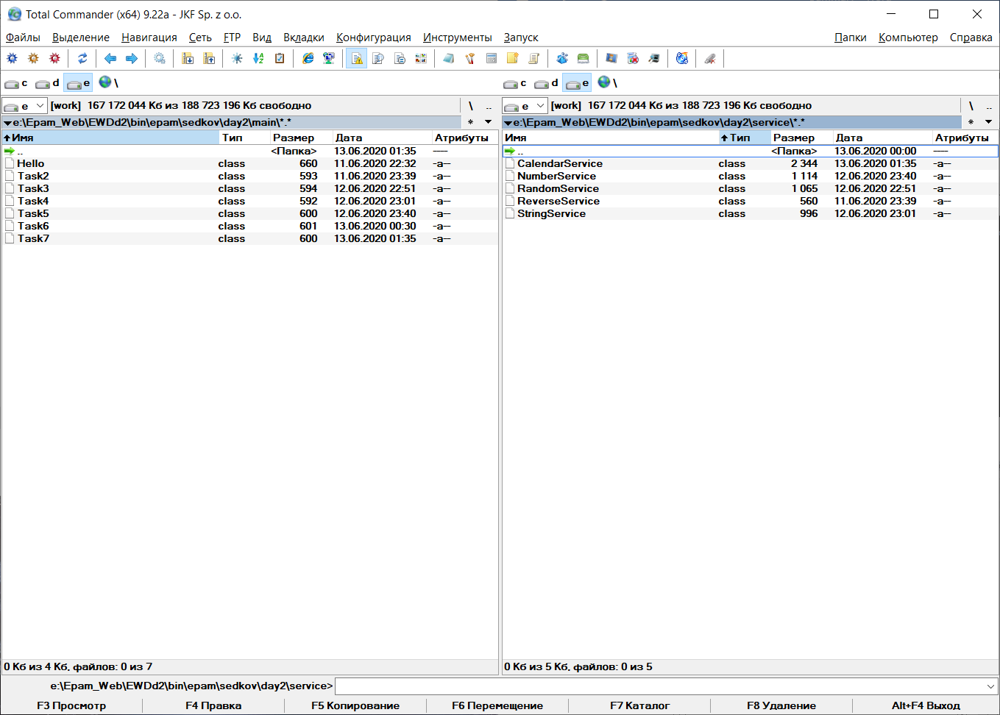 Total Commander (x64) 9.22a - JKF Sp. z o.o.
Файлы Выделение Навигация Сеть FTP Вид Вкладки Конфигурация Инструменты Запуск Папки Компьютер Справка
c d e \ c d e \
e [work] 167 172 044 Кб из 188 723 196 Кб свободно \ .. e [work] 167 172 044 Кб из 188 723 196 Кб свободно \ ..
e:\Epam_Web\EWDd2\bin\epam\sedkov\day2\main\*.* * e:\Epam_Web\EWDd2\bin\epam\sedkov\day2\service\*.* *
Имя Тип Размер Дата Атрибуты Имя Тип Размер Дата Атрибуты
.. <Папка> 13.06.2020 01:35 ---- .. <Папка> 13.06.2020 00:00 ----
Hello class 660 11.06.2020 22:32 -a-- CalendarService class 2 344 13.06.2020 01:35 -a--
Task2 class 593 11.06.2020 23:39 -a-- NumberService class 1 114 12.06.2020 23:40 -a--
Task3 class 594 12.06.2020 22:51 -a-- RandomService class 1 065 12.06.2020 22:51 -a--
Task4 class 592 12.06.2020 23:01 -a-- ReverseService class 560 11.06.2020 23:39 -a--
Task5 class 600 12.06.2020 23:40 -a-- StringService class 996 12.06.2020 23:01 -a--
Task6 class 601 13.06.2020 00:30 -a--
Task7 class 600 13.06.2020 01:35 -a--
0 Кб из 4 Кб, файлов: 0 из 7 0 Кб из 5 Кб, файлов: 0 из 5
e:\Epam_Web\EWDd2\bin\epam\sedkov\day2\service>
F3 Просмотр F4 Правка F5 Копирование F6 Перемещение F7 Каталог F8 Удаление Alt+F4 Выход